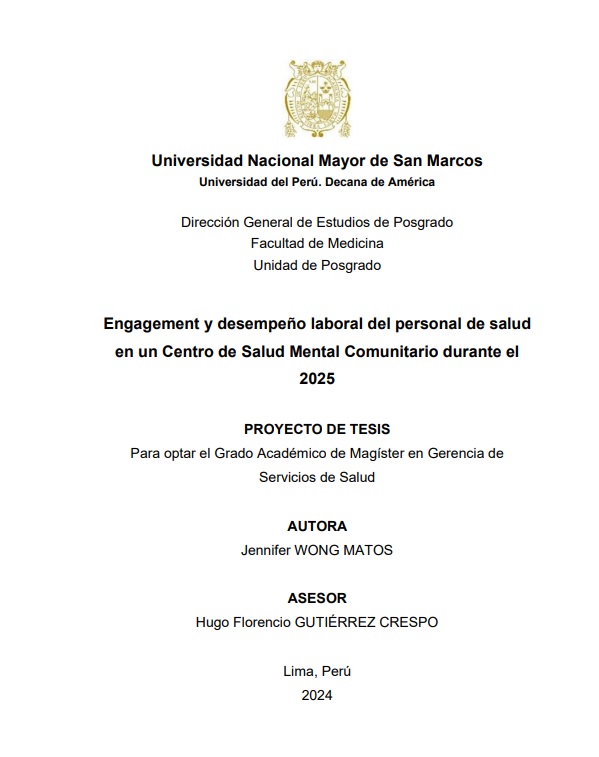 Universidad Nacional Mayor de San Marcos
Universidad del Perú. Decana de América
Dirección General de Estudios de Posgrado
Facultad de Medicina
Unidad de Posgrado
Engagement y desempeño laboral del personal de salud
en un Centro de Salud Mental Comunitario durante el
2025
PROYECTO DE TESIS
Para optar el Grado Académico de Magíster en Gerencia de
Servicios de Salud
AUTORA
Jennifer WONG MATOS
ASESOR
Hugo Florencio GUTIÉRREZ CRESPO
Lima, Perú
2024